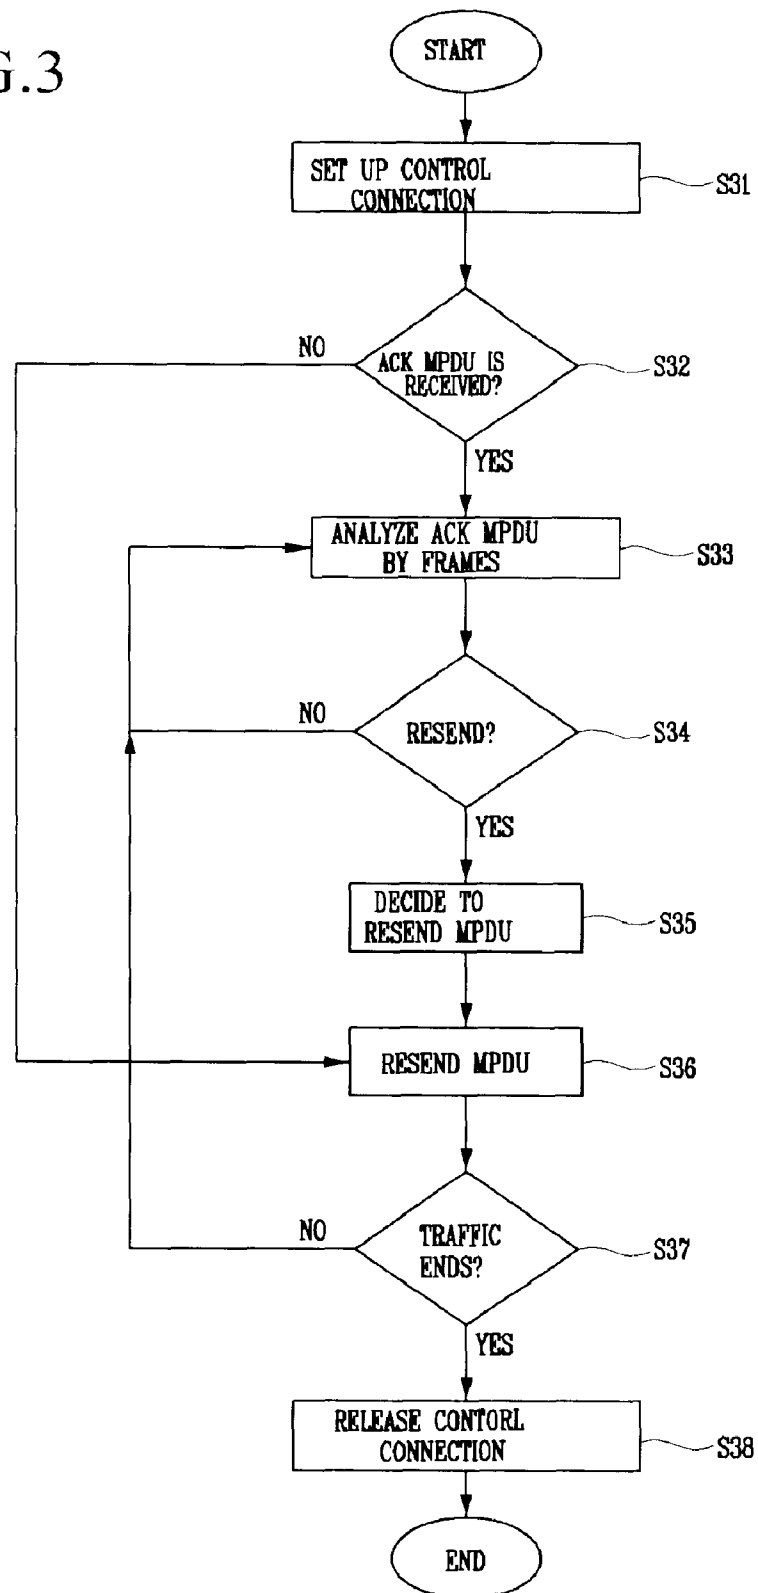 G.3
START
SET UP CONTROL
CONNECTION
S31
NO
ACK MPDU IS
RECEIVED?
S32
YES
ANALYZE ACK MPDU
BY FRAMES
S33
NO
RESEND?
S34
YES
DECIDE TO
RESEND MPDU
S35
RESEND MPDU
S36
NO
TRAFFIC
ENDS?
S37
YES
RELEASE CONTORL
CONNECTION
S38
END